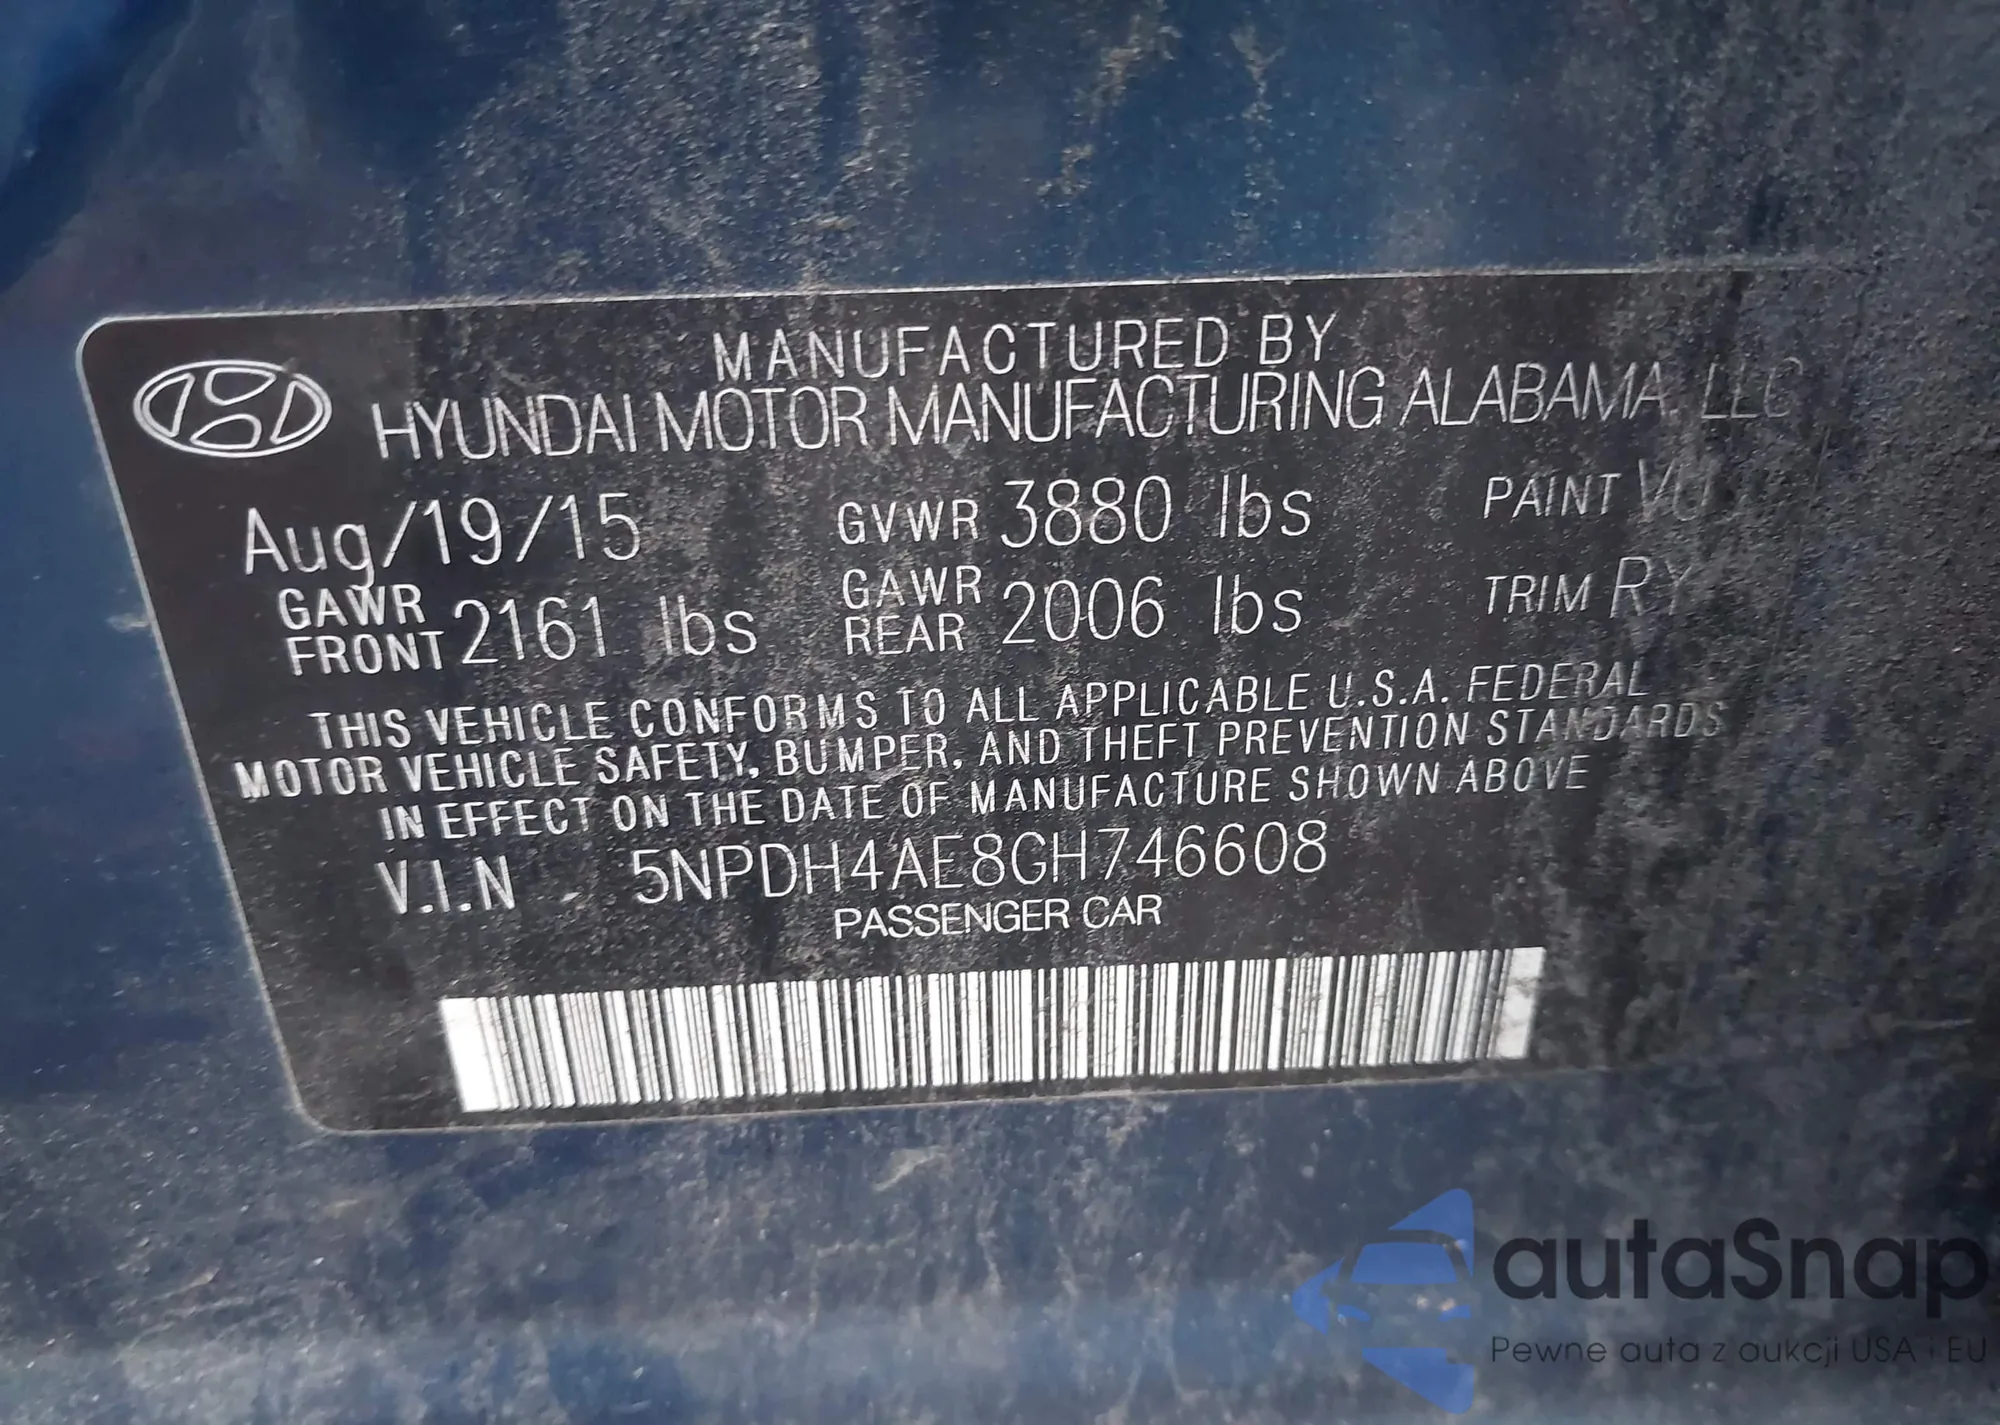 MANUFACTURED BY
HYUNDAI MOTOR MANUFACTURING ALABAMA, LLC
Aug/19/15 GVWR 3880 lbs PAINT
GAWR FRONT 2161 lbs GAWR REAR 2006 lbs TRIM RY
THIS VEHICLE CONFORMS TO ALL APPLICABLE U.S.A. FEDERAL
MOTOR VEHICLE SAFETY, BUMPER, AND THEFT PREVENTION STANDARDS
IN EFFECT ON THE DATE OF MANUFACTURE SHOWN ABOVE
V.I.N . 5NPDH4AE8GH746608
PASSENGER CAR
autaSnap
Pewne auta z aukcji USA i EU